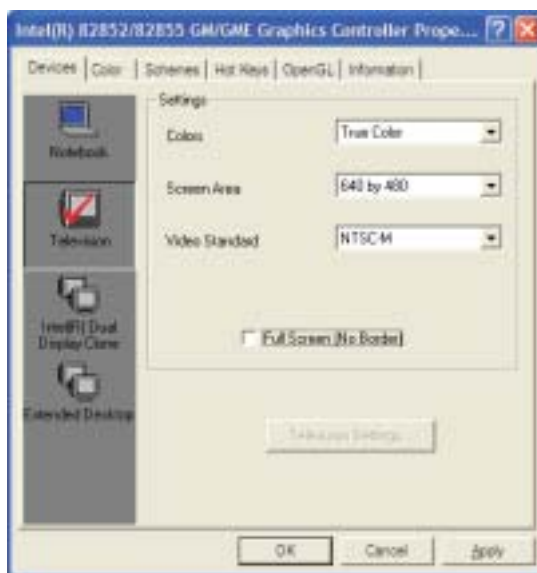 Intel(R) 82852/82855 GM/GME Graphics Controller Prope... ? X
Devices Color Schemes Hot Keys OpenGL Information
Settings
Notebook
Colors True Color
Television
Screen Area 640 by 480
Video Standard NTSC-M
Intel(R) Dual
Display Clone
Full Screen (No Border)
Extended Desktop
Television Settings...
OK Cancel Apply